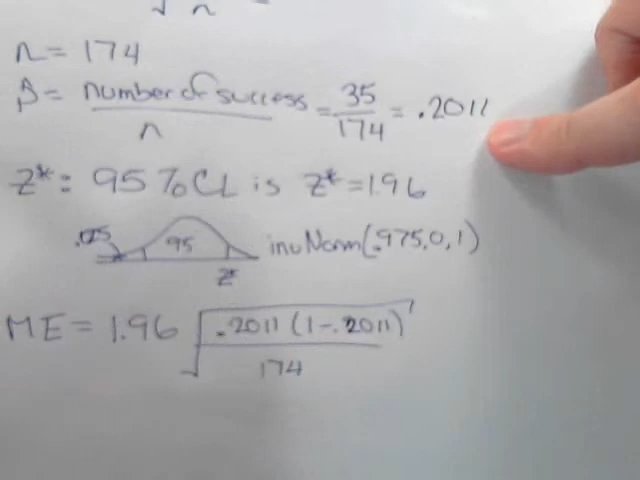 √n
n = 174
p̂ = number of success / n = 35/174 = .2011
z*: 95% CL is z* = 1.96
.025 95 z* invNorm(.975,0,1)
ME = 1.96 √(.2011(1-.2011)/174)